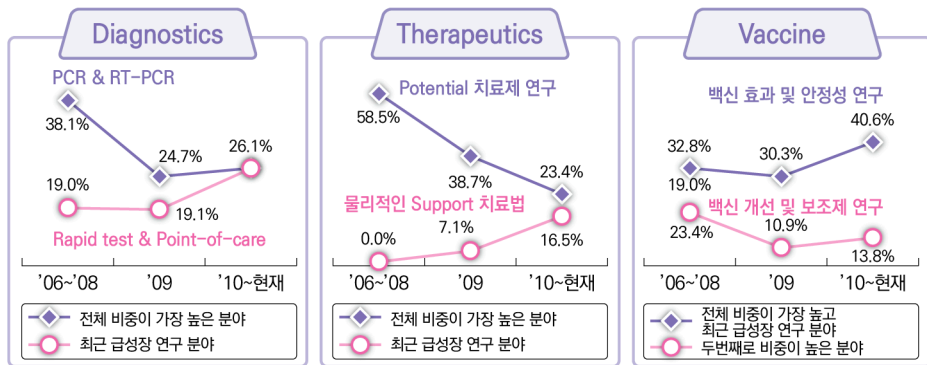 Diagnostics
PCR & RT-PCR
38.1%
24.7%
26.1%
19.0%
19.1%
Rapid test & Point-of-care
'06~'08
'09
'10~현재
전체 비중이 가장 높은 분야
최근 급성장 연구 분야
Therapeutics
Potential 치료제 연구
58.5%
38.7%
23.4%
물리적인 Support 치료법
0.0%
7.1%
16.5%
'06~'08
'09
'10~현재
전체 비중이 가장 높은 분야
최근 급성장 연구 분야
Vaccine
백신 효과 및 안정성 연구
40.6%
32.8%
30.3%
19.0%
백신 개선 및 보조제 연구
23.4%
10.9%
13.8%
'06~'08
'09
'10~현재
전체 비중이 가장 높고
최근 급성장 연구 분야
두번째로 비중이 높은 분야